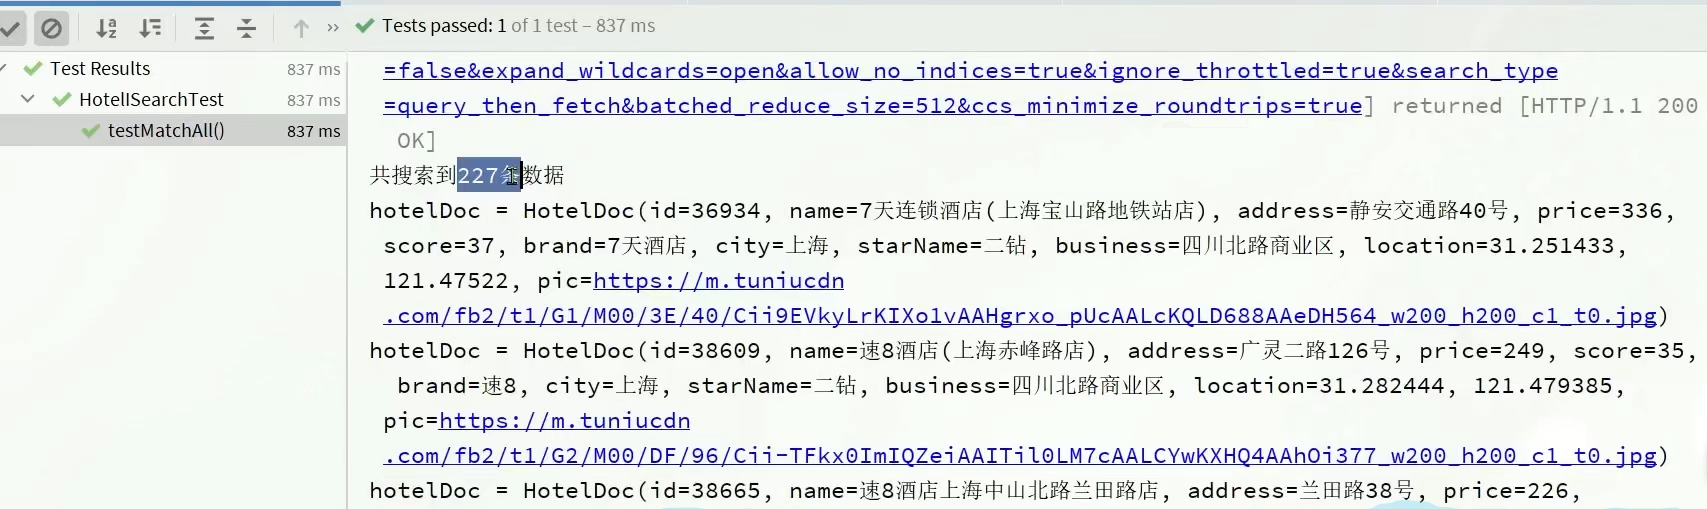 Tests passed: 1 of 1 test – 837 ms
Test Results 837 ms
HotelISearchTest 837 ms
testMatchAll() 837 ms
=false&expand_wildcards=open&allow_no_indices=true&ignore_throttled=true&search_type
=query_then_fetch&batched_reduce_size=512&ccs_minimize_roundtrips=true] returned [HTTP/1.1 200
OK]
共搜索到227条数据
hotelDoc = HotelDoc(id=36934, name=7天连锁酒店(上海宝山路地铁站店), address=静安交通路40号, price=336,
score=37, brand=7天酒店, city=上海, starName=二钻, business=四川北路商业区, location=31.251433,
121.47522, pic=https://m.tuniucdn
.com/fb2/t1/G1/M00/3E/40/Cii9EVkyLrKIXo1vAAHgrxo_pUcAALcKQLD688AAeDH564_w200_h200_c1_t0.jpg)
hotelDoc = HotelDoc(id=38609, name=速8酒店(上海赤峰路店), address=广灵二路126号, price=249, score=35,
brand=速8, city=上海, starName=二钻, business=四川北路商业区, location=31.282444, 121.479385,
pic=https://m.tuniucdn
.com/fb2/t1/G2/M00/DF/96/Cii-TFkx0ImIQZeiAAITil0LM7cAALCYwKXHQ4AAhOi377_w200_h200_c1_t0.jpg)
hotelDoc = HotelDoc(id=38665, name=速8酒店上海中山北路兰田路店, address=兰田路38号, price=226,